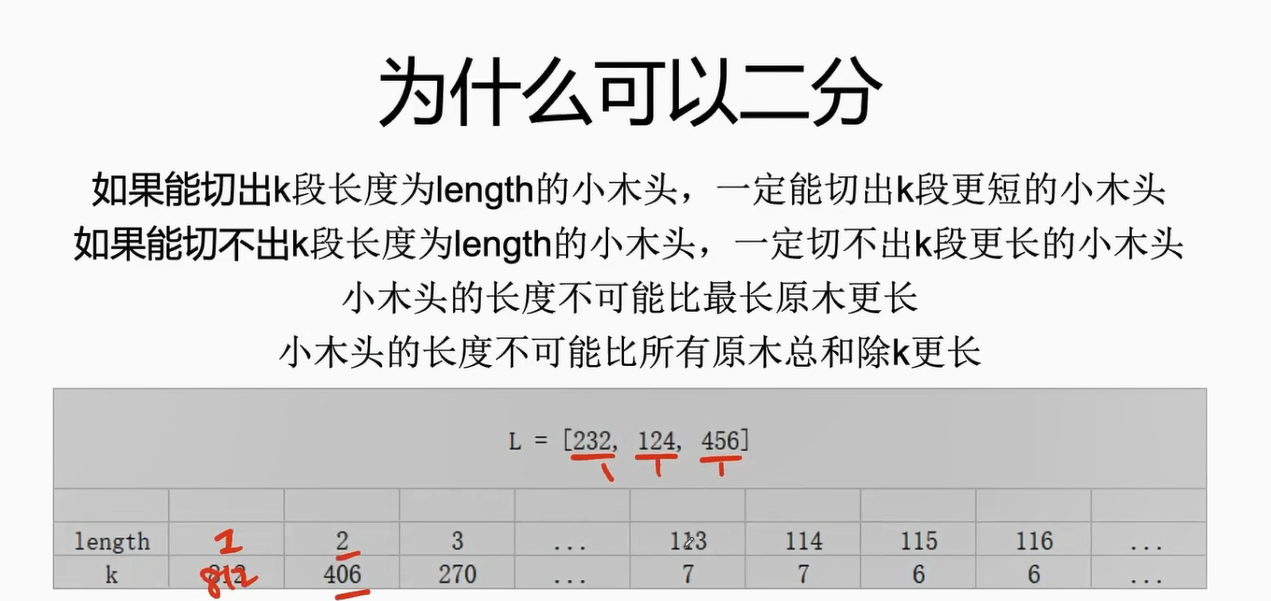 为什么可以二分
如果能切出k段长度为length的小木头，一定能切出k段更短的小木头
如果能切不出k段长度为length的小木头，一定切不出k段更长的小木头
小木头的长度不可能比最长原木更长
小木头的长度不可能比所有原木总和除k更长
L = [232, 124, 456]
length 1 2 3 ... 113 114 115 116 ...
k 812 406 270 ... 7 7 6 6 ...